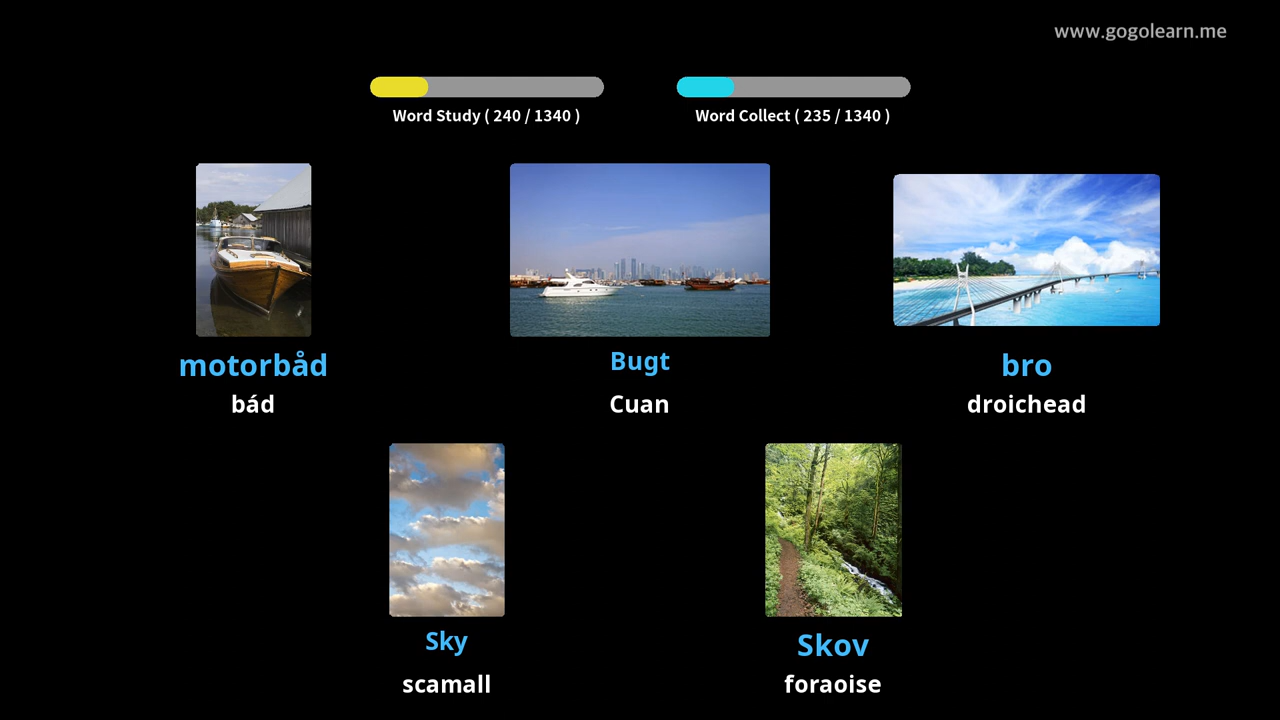 www.gogolearn.me
Word Study ( 240 / 1340 )
Word Collect ( 235 / 1340 )
motorbåd
bád
Bugt
Cuan
bro
droichead
Sky
scamall
Skov
foraoise